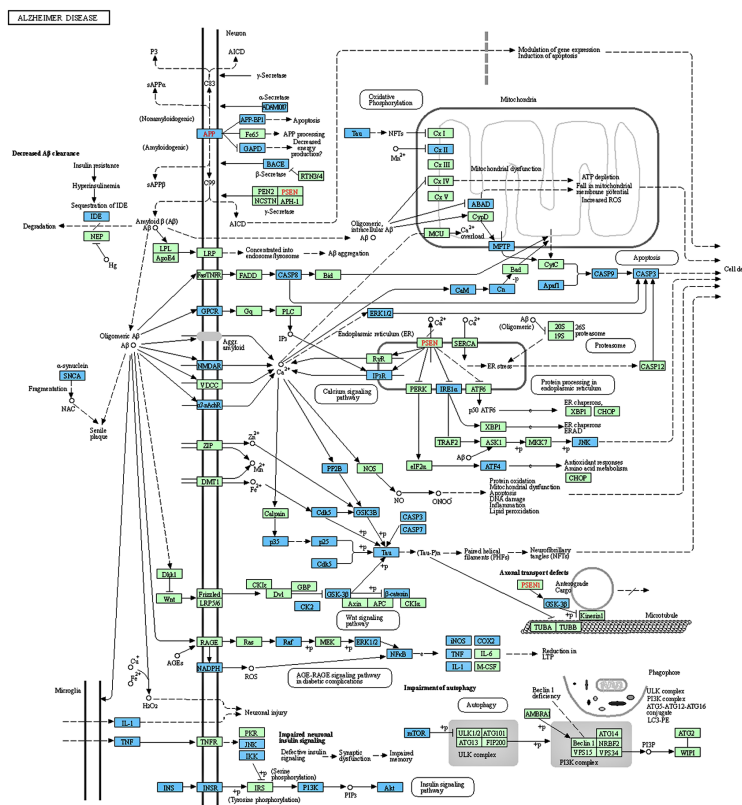 ALZHEIMER DISEASE
Neuron
P3
AICD
γ-Secretase
C83
Modulation of gene expression
Induction of apoptosis
sAPPα
α-Secretase
(Nonamyloidogenic)
APP-BP1
Apoptosis
APP
Fe65
APP processing
(Amyloidogenic)
GAPD
Decreased
energy
production?
BACE
β-Secretase
RTN3/4
sAPPβ
C99
PEN2
PSEN
NCSTN
APH-1
γ-Secretase
AICD
Decreased Aβ clearance
Insulin resistance
Hyperinsulinemia
Sequestration of IDE
IDE
Degradation
NEP
Hg
Amyloid β (Aβ)
Aβ
LPL
ApoE4
LRP
Concentrated into
endosome/lysosome
Aβ aggregation
Oxidative
Phosphorylation
Mitochondria
Tau
NFTs
Mn2+
Cx I
Cx II
Cx III
Cx IV
Cx V
Mitochondrial dysfunction
ATP depletion
Fall in mitochondrial
membrane potential
Increased ROS
ABAD
CypD
Oligomeric,
intracellular Aβ
Aβ
MCU
Ca2+
overload
MPTP
Apoptosis
FADD
CASP8
Bid
Bad
-p
CytC
Apaf1
CASP9
CASP3
Cell de
CaM
Cn
GPCR
Gq
PLC
IP3
ERK1/2
Oligomeric Aβ
Aβ
Aggr.
amyloid
Endoplasmic reticulum (ER)
Ca2+
Ca2+
PSEN
SERCA
Aβ
(Oligomeric)
20S
19S
26S
proteasome
Proteasome
NMDAR
VDCC
α7-nAchR
Ca2+
RyR
IP3R
ER stress
CASP12
α-synuclein
SNCA
Fragmentation
NAC
Senile
plaque
Calcium signaling
pathway
PERK
IRE1α
ATF6
Protein processing in
endoplasmic reticulum
p50 ATF6
ER chaperons,
XBP1
CHOP
XBP1
ER chaperons
ERAD
TRAF2
ASK1
+p
MKK7
+p
JNK
Aβ
eIF2α
ATF4
Antioxidant responses
Amino acid metabolism
CHOP
ZIP
Zn2+
Mn2+
DMT1
Fe2+
PP2B
NOS
NO
ONOO-
Protein oxidation
Mitochondrial dysfunction
Apoptosis
DNA damage
Inflammation
Lipid peroxidation
Calpain
Cdk5
GSK3B
p35
p25
Cdk5
+p
+p
+p
CASP3
CASP7
Tau
(Tau-P)n
Paired helical
filaments (PHFs)
Neurofibrillary
tangles (NFTs)
Dkk1
Wnt
Frizzled
LRP5/6
CKIε
Dvl
GBP
CK2
GSK-3β
Axin
APC
+p
β-catenin
CKIα
Wnt signaling
pathway
Axonal transport defects
PSEN1
Anterograde
Cargo
GSK-3β
+p
Kinesin1
Microtubule
TUBA
TUBB
RAGE
AGEs
Ras
Raf
+p
MEK
+p
ERK1/2
NADPH
ROS
NFκB
iNOS
COX2
TNF
IL-6
IL-1
M-CSF
Reduction in
LTP
AGE-RAGE signaling pathway
in diabetic complications
H2O2
Microglia
IL-1
Neuronal injury
TNF
TNFR
PKR
JNK
IKK
Impaired neuronal
insulin signaling
Defective insulin
signaling
Synaptic
dysfunction
Impaired
memory
+p
(Serine
phosphorylation)
INS
INSR
+p
IRS
(Tyrosine phosphorylation)
PI3K
PIP3
Akt
Insulin signaling
pathway
Impairment of autophagy
Autophagy
mTOR
ULK1/2
ATG101
ATG13
FIP200
ULK complex
+p
+p
Beclin 1
deficiency
AMBRA1
Beclin 1
ATG14
NRBF2
VPS15
VPS34
PI3K complex
PI3P
ATG2
WIPI
Phagophore
ULK complex
PI3K complex
ATG5-ATG12-ATG16
conjugate
LC3-PE